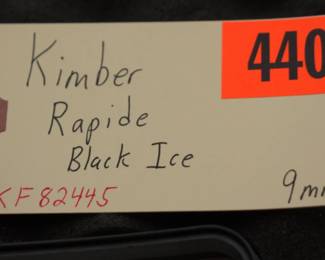 Kimber
440
Rapide
Black Ice
KF82445
9mm